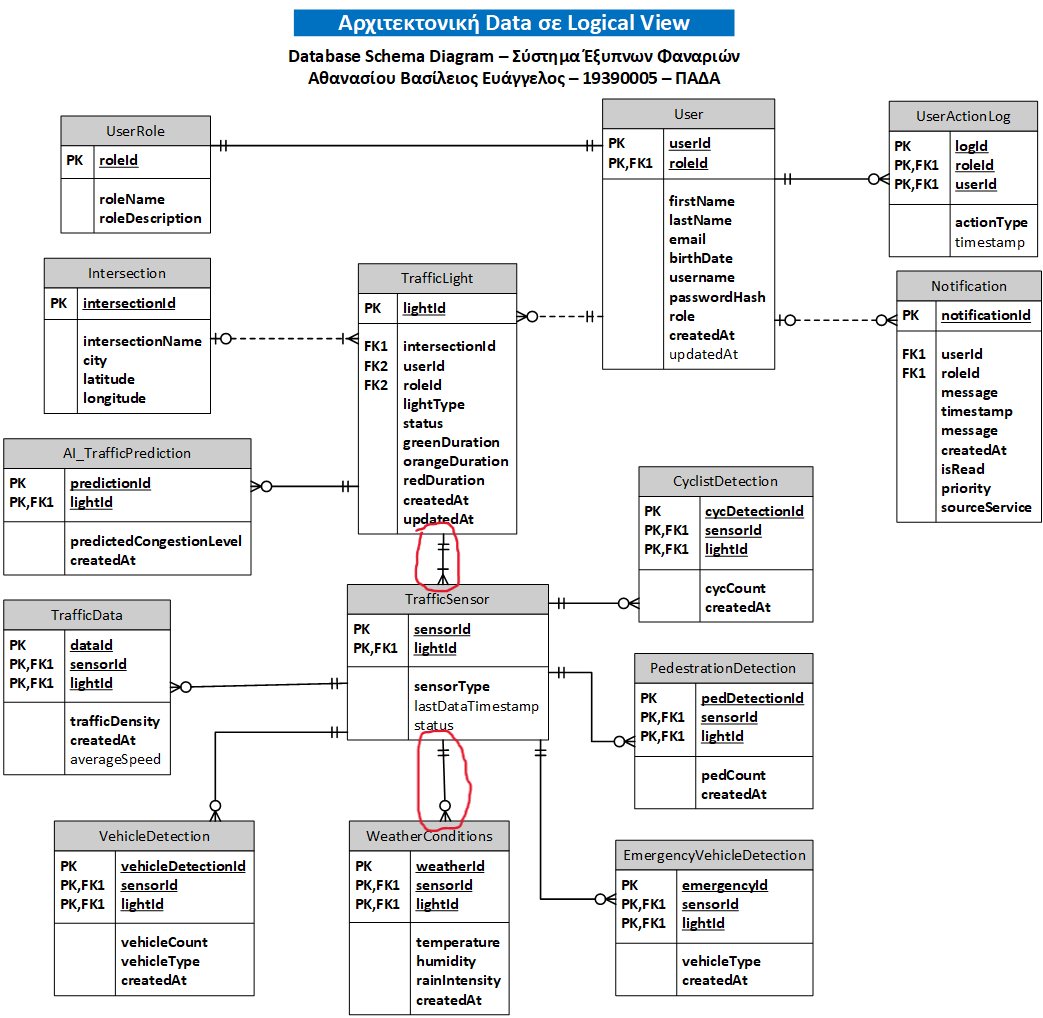 Αρχιτεκτονική Data σε Logical View
Database Schema Diagram – Σύστημα Έξυπνων Φαναριών
Αθανασίου Βασίλειος Ευάγγελος – 19390005 – ΠΑΔΑ
UserRole
PK roleId
roleName
roleDescription
User
PK userId
PK,FK1 roleId
firstName
lastName
email
birthDate
username
passwordHash
role
createdAt
updatedAt
UserActionLog
PK logId
PK,FK1 roleId
PK,FK1 userId
actionType
timestamp
Intersection
PK intersectionId
intersectionName
city
latitude
longitude
TrafficLight
PK lightId
FK1 intersectionId
FK2 userId
FK2 roleId
lightType
status
greenDuration
orangeDuration
redDuration
createdAt
updatedAt
Notification
PK notificationId
FK1 userId
FK1 roleId
message
timestamp
message
createdAt
isRead
priority
sourceService
AI_TrafficPrediction
PK predictionId
PK,FK1 lightId
predictedCongestionLevel
createdAt
CyclistDetection
PK cycDetectionId
PK,FK1 sensorId
PK,FK1 lightId
cycCount
createdAt
TrafficData
PK dataId
PK,FK1 sensorId
PK,FK1 lightId
trafficDensity
createdAt
averageSpeed
TrafficSensor
PK sensorId
PK,FK1 lightId
sensorType
lastDataTimestamp
status
PedestrationDetection
PK pedDetectionId
PK,FK1 sensorId
PK,FK1 lightId
pedCount
createdAt
VehicleDetection
PK vehicleDetectionId
PK,FK1 sensorId
PK,FK1 lightId
vehicleCount
vehicleType
createdAt
WeatherConditions
PK weatherId
PK,FK1 sensorId
PK,FK1 lightId
temperature
humidity
rainIntensity
createdAt
EmergencyVehicleDetection
PK emergencyId
PK,FK1 sensorId
PK,FK1 lightId
vehicleType
createdAt